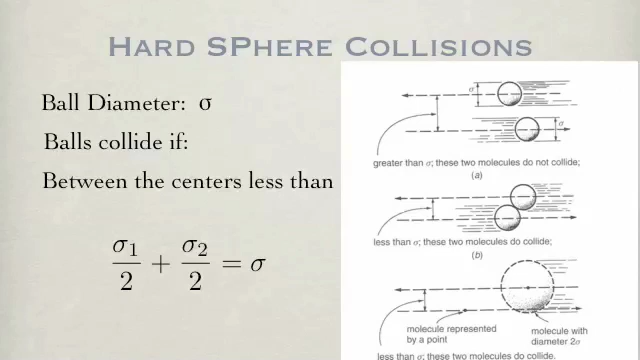 HARD SPHERE COLLISIONS
Ball Diameter: σ
Balls collide if:
Between the centers less than
σ1/2 + σ2/2 = σ
σ
σ
greater than σ; these two molecules do not collide;
(a)
less than σ; these two molecules do collide;
(b)
molecule represented
by a point
molecule with
diameter 2σ
less than σ; these two molecules do collide.